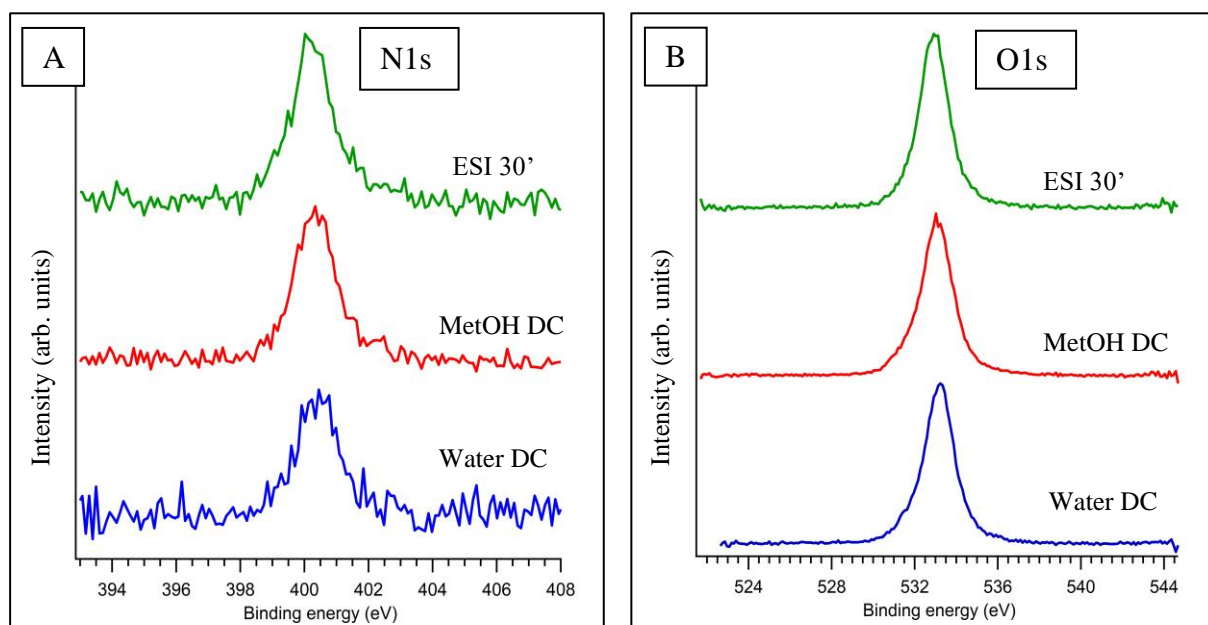 A
N1s
ESI 30’
MetOH DC
Water DC
Intensity (arb. units)
394 396 398 400 402 404 406 408
Binding energy (eV)
B
O1s
ESI 30’
MetOH DC
Water DC
Intensity (arb. units)
524 528 532 536 540 544
Binding energy (eV)